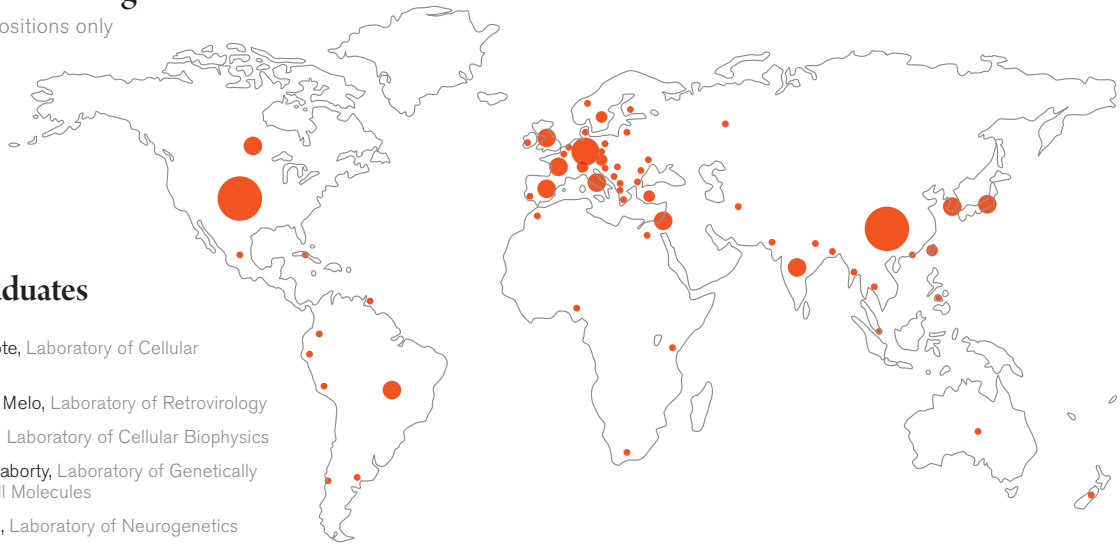 ositions only
duates
ote, Laboratory of Cellular
Melo, Laboratory of Retrovirology
Laboratory of Cellular Biophysics
aborty, Laboratory of Genetically
ll Molecules
, Laboratory of Neurogenetics